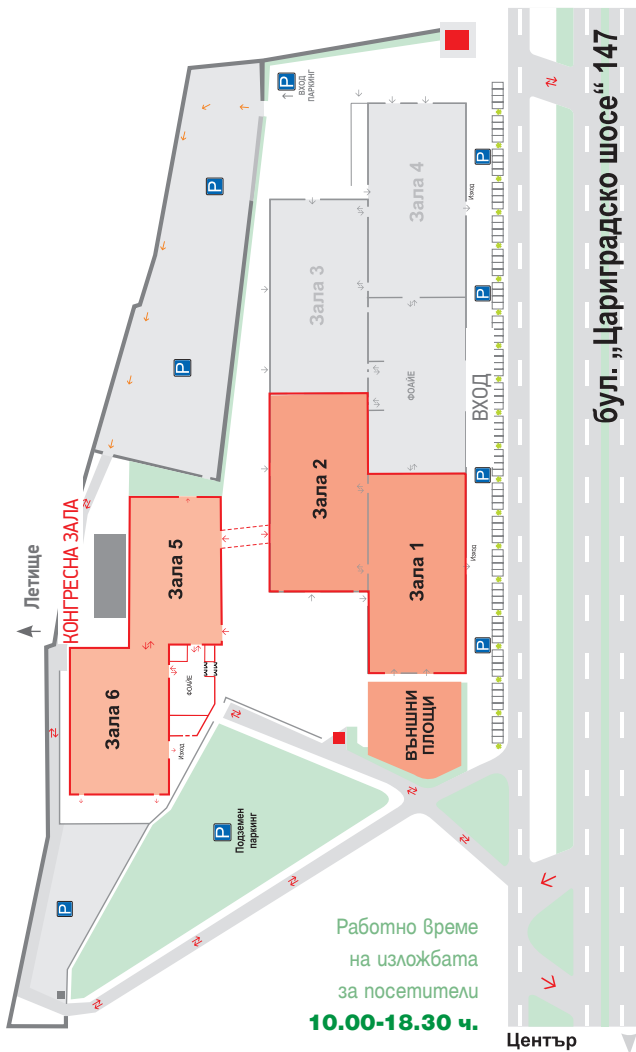 P
ВХОД
ПАРКИНГ
P
P
P
P
P
P
P
P
Подземен
паркинг
Зала 4
Изход
Зала 3
ФОАЙЕ
ВХОД
бул. „Цариградско шосе“ 147
Зала 2
Зала 1
Изход
Летище
КОНГРЕСНА ЗАЛА
Зала 5
Зала 6
ФОАЙЕ
Изход
ВЪНШНИ
ПЛОЩИ
Работно време
на изложбата
за посетители
10.00-18.30 ч.
Център